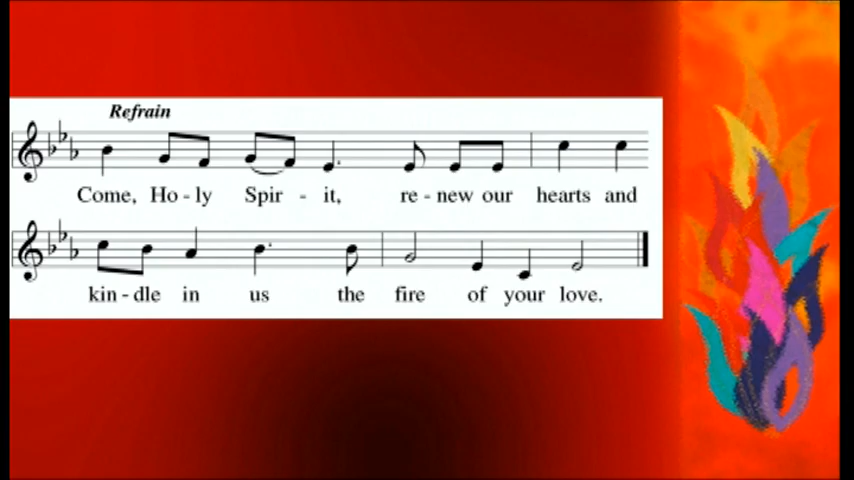 Refrain
Come, Ho - ly Spir - it, re - new our hearts and
kin - dle in us the fire of your love.